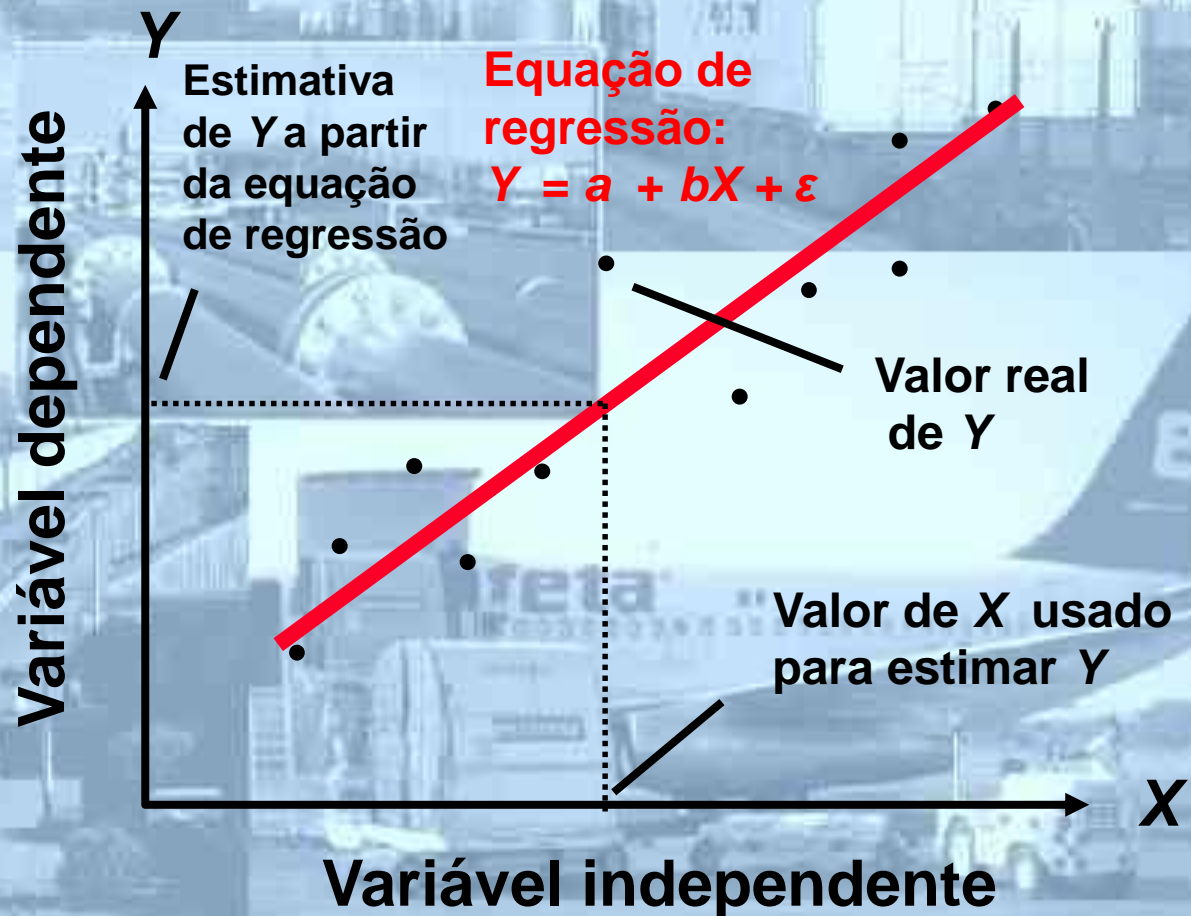 Y
Estimativa
de Y a partir
da equação
de regressão
Equação de
regressão:
Y = a + bX + ε
Variável dependente
Valor real
de Y
feta
Valor de X usado
para estimar Y
X
Variável independente